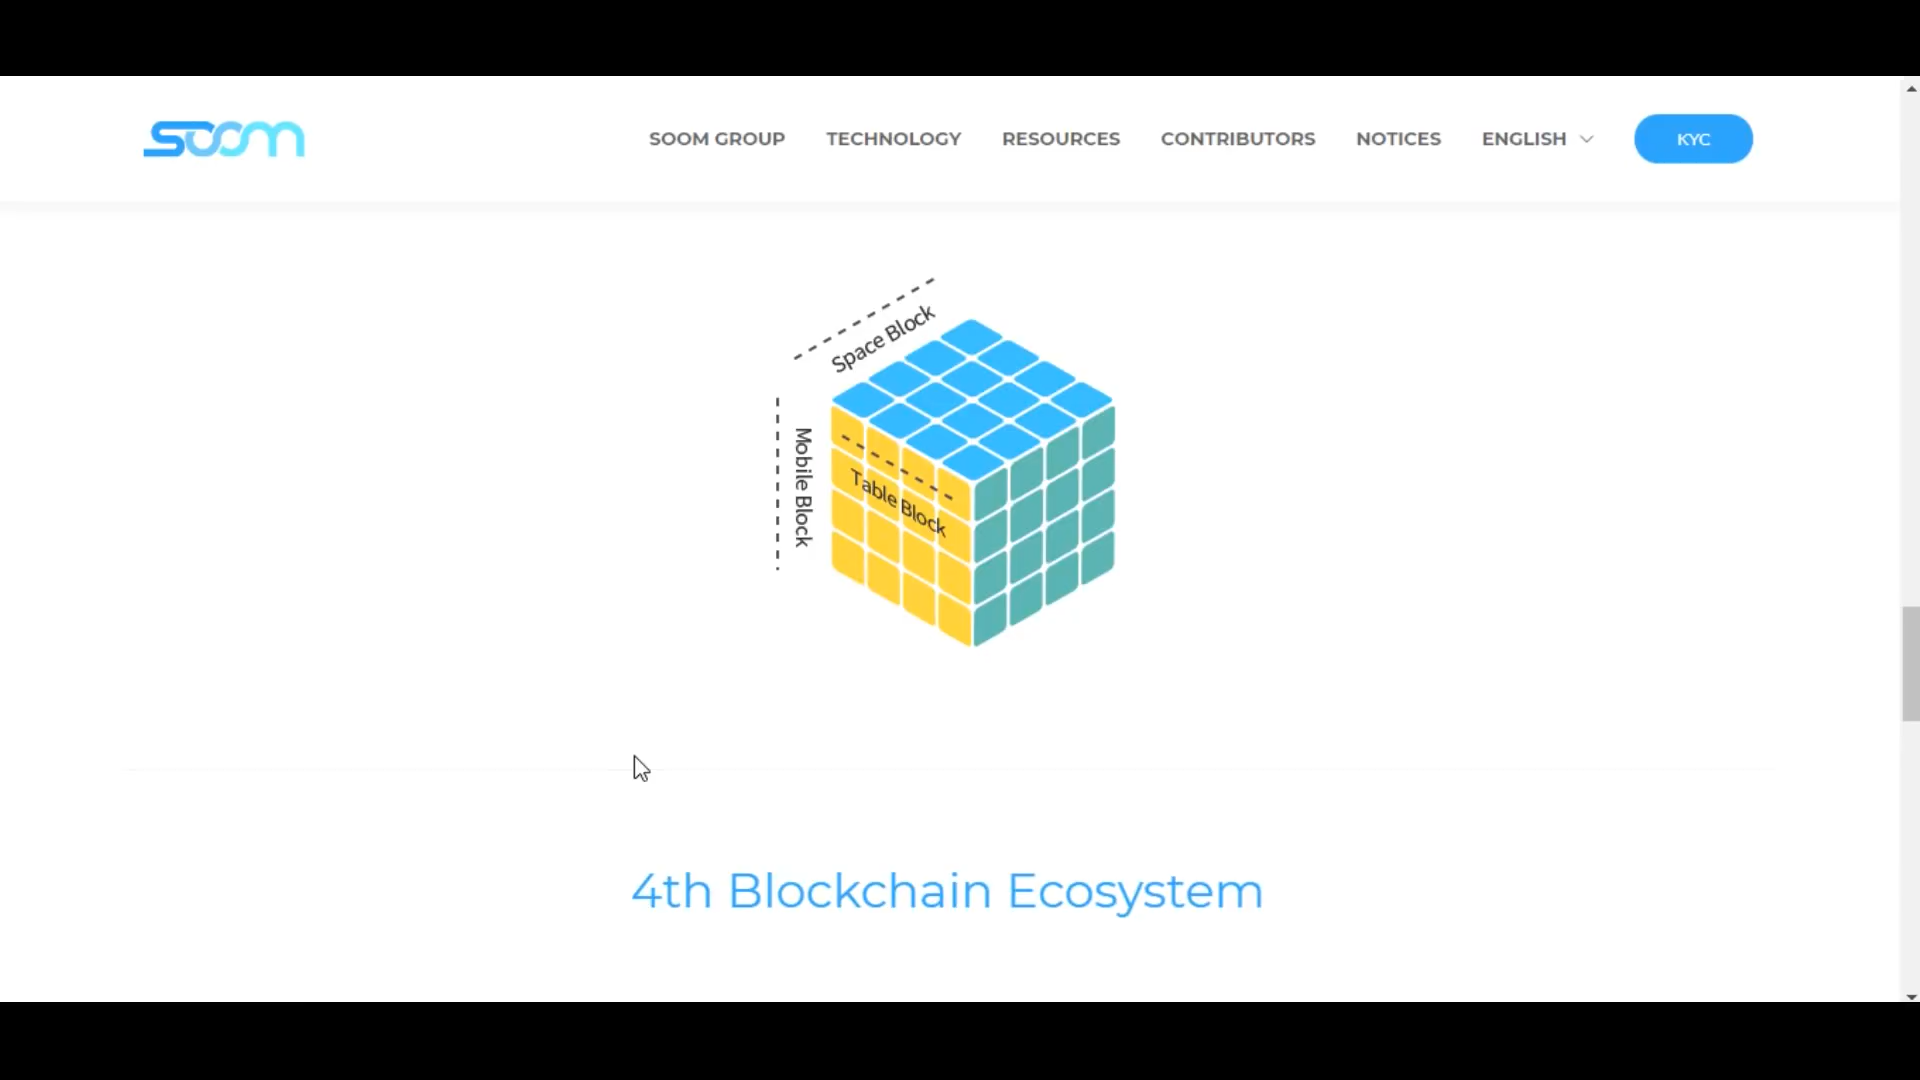 soom
SOOM GROUP
TECHNOLOGY
RESOURCES
CONTRIBUTORS
NOTICES
ENGLISH
KYC
Space Block
Mobile Block
Table Block
4th Blockchain Ecosystem